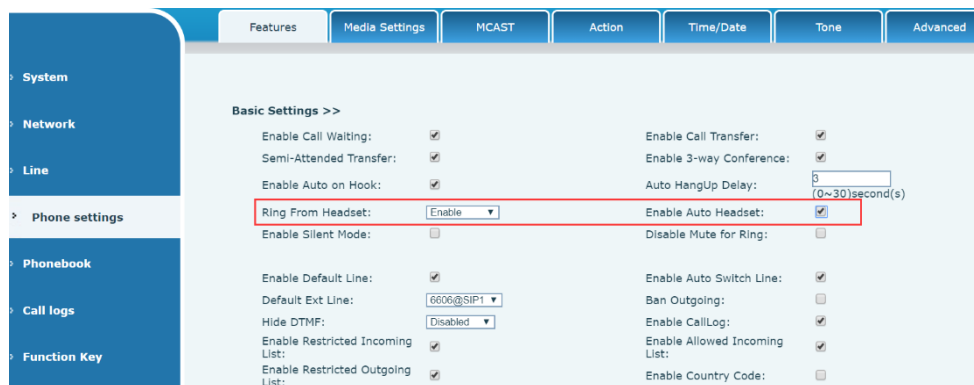 Features Media Settings MCAST Action Time/Date Tone Advanced
System
Network
Line
Phone settings
Phonebook
Call logs
Function Key
Basic Settings >>
Enable Call Waiting: Enable Call Transfer:
Semi-Attended Transfer: Enable 3-way Conference:
Enable Auto on Hook: Auto HangUp Delay: 3
(0~30)second(s)
Ring From Headset: Enable Enable Auto Headset:
Enable Silent Mode: Disable Mute for Ring:
Enable Default Line: Enable Auto Switch Line:
Default Ext Line: 6606@SIP1 Ban Outgoing:
Hide DTMF: Disabled Enable CallLog:
Enable Restricted Incoming Enable Allowed Incoming
List: List:
Enable Restricted Outgoing Enable Country Code:
List: